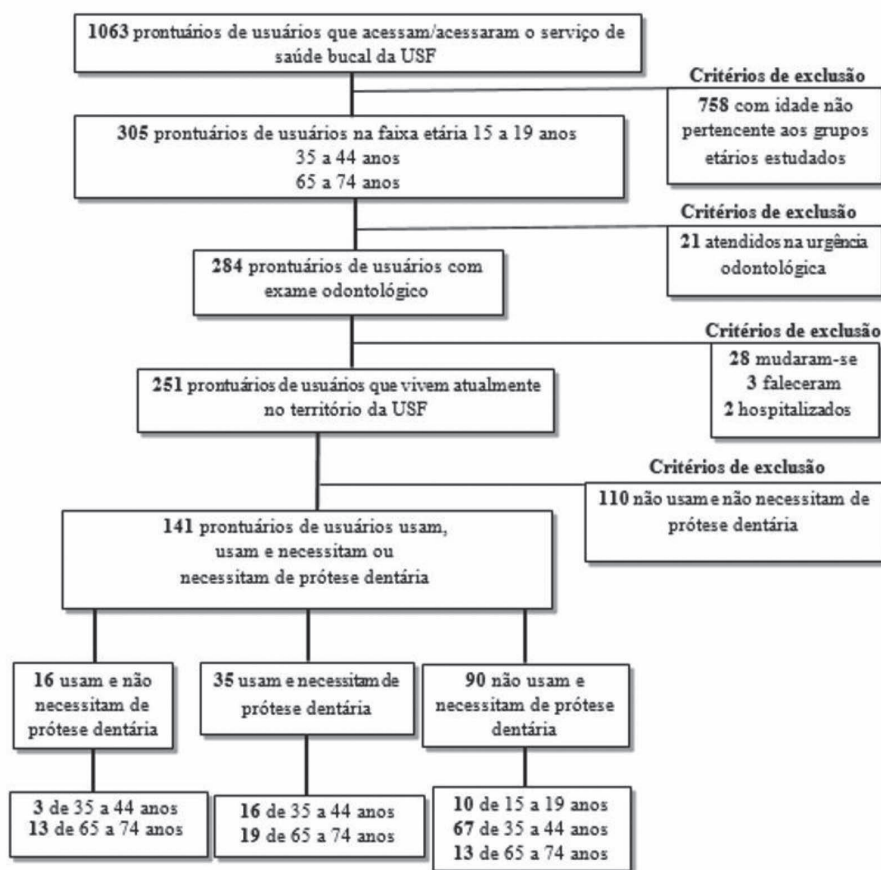 1063 prontuários de usuários que acessam/acessaram o serviço de
saúde bucal da USF
Critérios de exclusão
758 com idade não
pertencente aos grupos
etários estudados
305 prontuários de usuários na faixa etária 15 a 19 anos
35 a 44 anos
65 a 74 anos
Critérios de exclusão
21 atendidos na urgência
odontológica
284 prontuários de usuários com
exame odontológico
Critérios de exclusão
28 mudaram-se
3 faleceram
2 hospitalizados
251 prontuários de usuários que vivem atualmente
no território da USF
Critérios de exclusão
110 não usam e não necessitam de
prótese dentária
141 prontuários de usuários usam,
usam e necessitam ou
necessitam de prótese dentária
16 usam e não
necessitam de
prótese dentária
35 usam e necessitam de
prótese dentária
90 não usam e
necessitam de prótese
dentária
3 de 35 a 44 anos
13 de 65 a 74 anos
16 de 35 a 44 anos
19 de 65 a 74 anos
10 de 15 a 19 anos
67 de 35 a 44 anos
13 de 65 a 74 anos